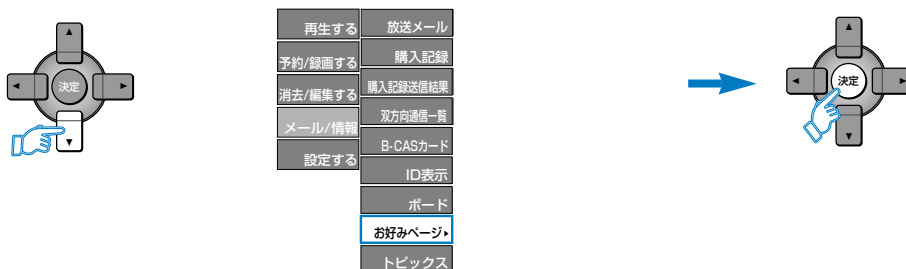 決定
再生する
予約/録画する
消去/編集する
メール/情報
設定する
放送メール
購入記録
購入記録送信結果
双方向通信一覧
B-CASカード
ID表示
ボード
お好みページ
トピックス
決定